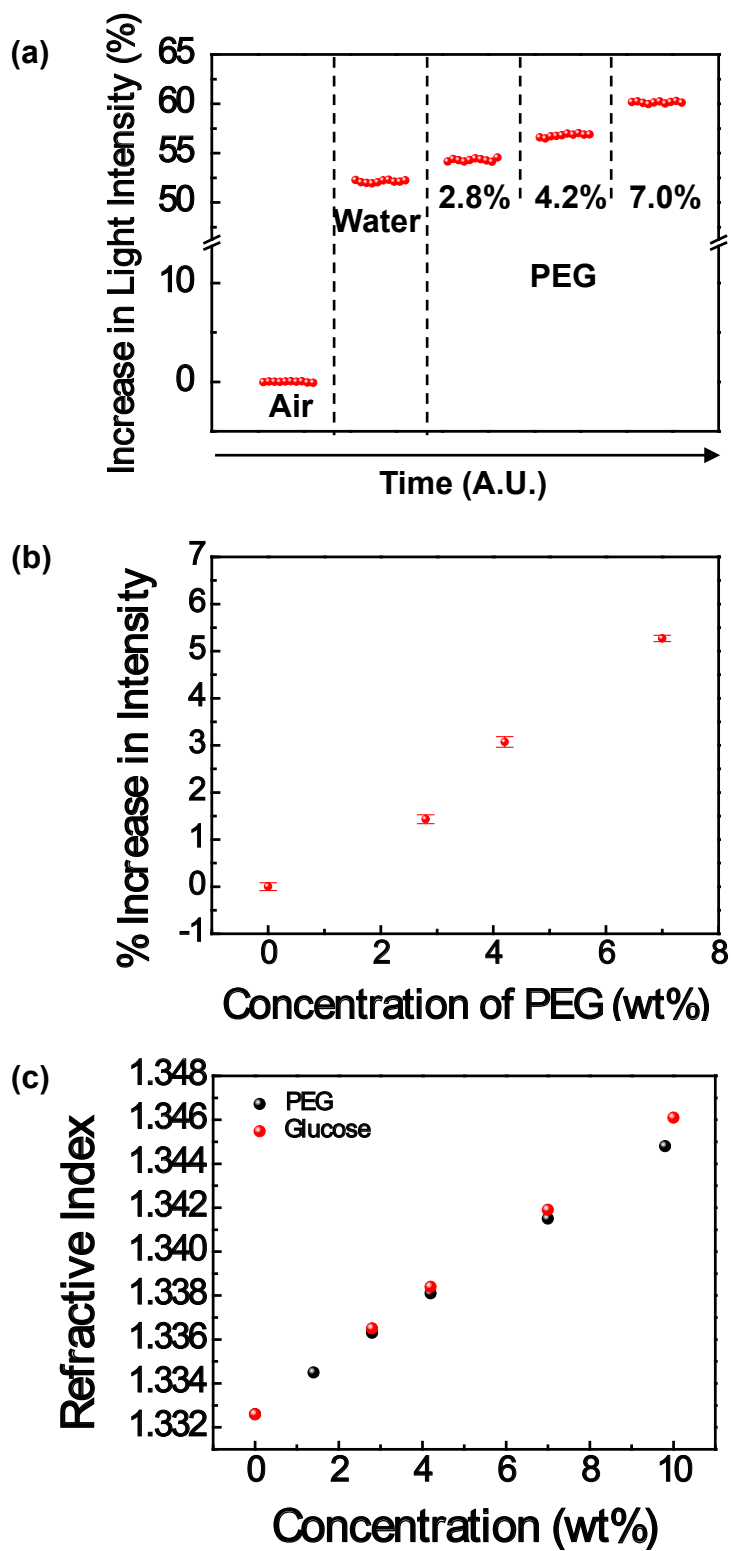 (a)
Increase in Light Intensity (%)
65
60
55
50
10
0
Air
Water
2.8%
4.2%
7.0%
PEG
Time (A.U.)
(b)
% Increase in Intensity
7
6
5
4
3
2
1
0
-1
0 2 4 6 8
Concentration of PEG (wt%)
(c)
Refractive Index
1.348
1.346
1.344
1.342
1.340
1.338
1.336
1.334
1.332
PEG
Glucose
0 2 4 6 8 10
Concentration (wt%)